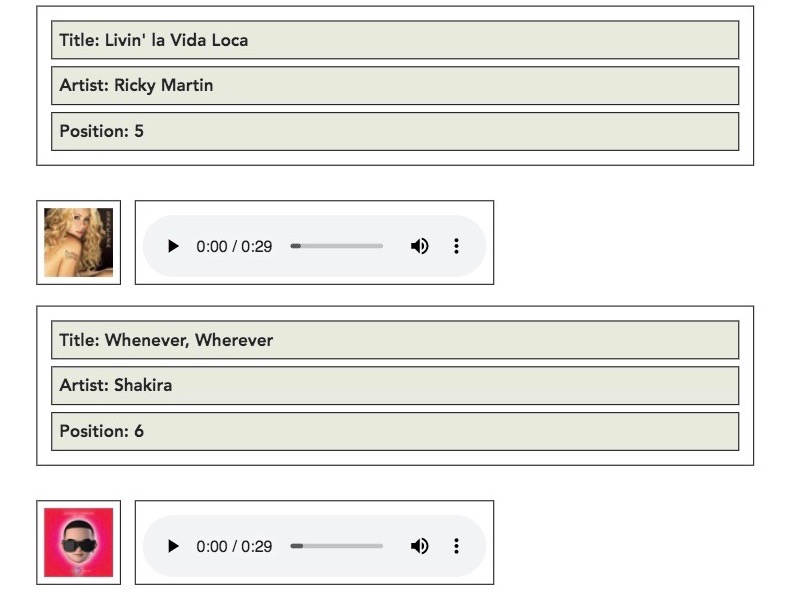 Title: Livin' la Vida Loca
Artist: Ricky Martin
Position: 5
0:00 / 0:29
Title: Whenever, Wherever
Artist: Shakira
Position: 6
0:00 / 0:29